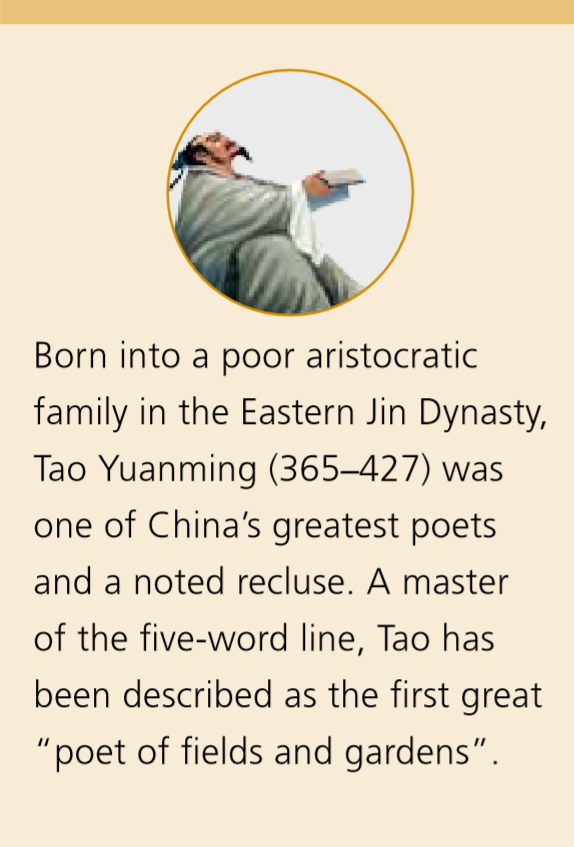 Born into a poor aristocratic
family in the Eastern Jin Dynasty,
Tao Yuanming (365–427) was
one of China’s greatest poets
and a noted recluse. A master
of the five-word line, Tao has
been described as the first great
“poet of fields and gardens”.